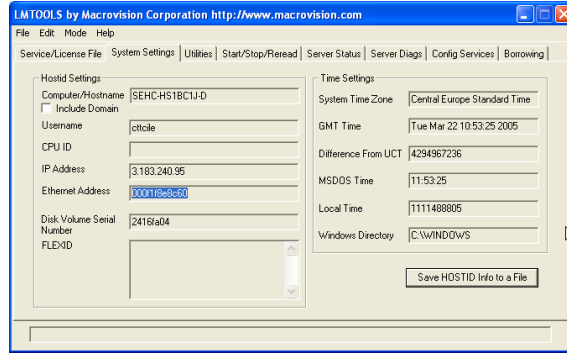 LMTOOLS by Macrovision Corporation http://www.macrovision.com
File Edit Mode Help
Service/License File System Settings Utilities Start/Stop/Reread Server Status Server Diags Config Services Borrowing
Hostid Settings
Computer/Hostname SEHC-HS1BC1J-D
Include Domain
Username cttcile
CPU ID
IP Address 3.183.240.95
Ethernet Address 000f1f8e8c60
Disk Volume Serial Number 2416fa04
FLEXID
Time Settings
System Time Zone Central Europe Standard Time
GMT Time Tue Mar 22 10:53:25 2005
Difference From UCT 4294967236
MSDOS Time 11:53:25
Local Time 1111488805
Windows Directory C:\WINDOWS
Save HOSTID Info to a File